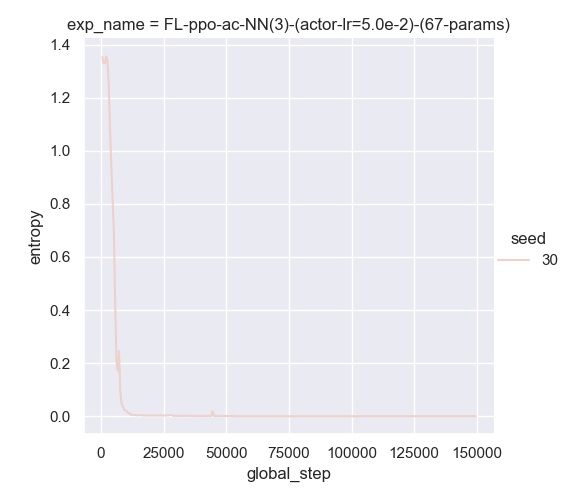 exp_name = FL-ppo-ac-NN(3)-(actor-lr=5.0e-2)-(67-params)
1.4
1.2
1.0
0.8
0.6
0.4
0.2
0.0
entropy
0 25000 50000 75000 100000 125000 150000
global_step
seed
30